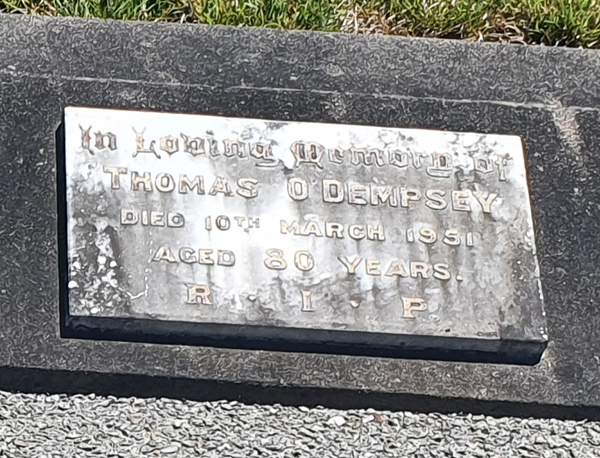 In Loving Memory of
THOMAS O'DEMPSEY
DIED 10TH MARCH 1951
AGED 80 YEARS.
R · I · P